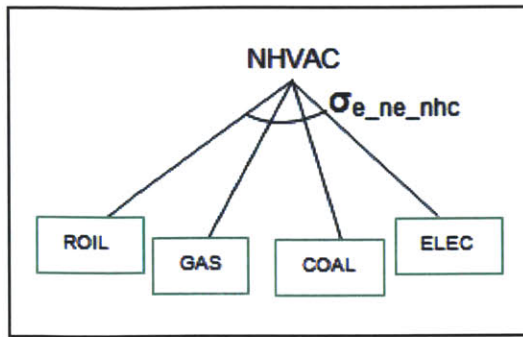 NHVAC
σe_ne_nhc
ROIL
GAS
COAL
ELEC